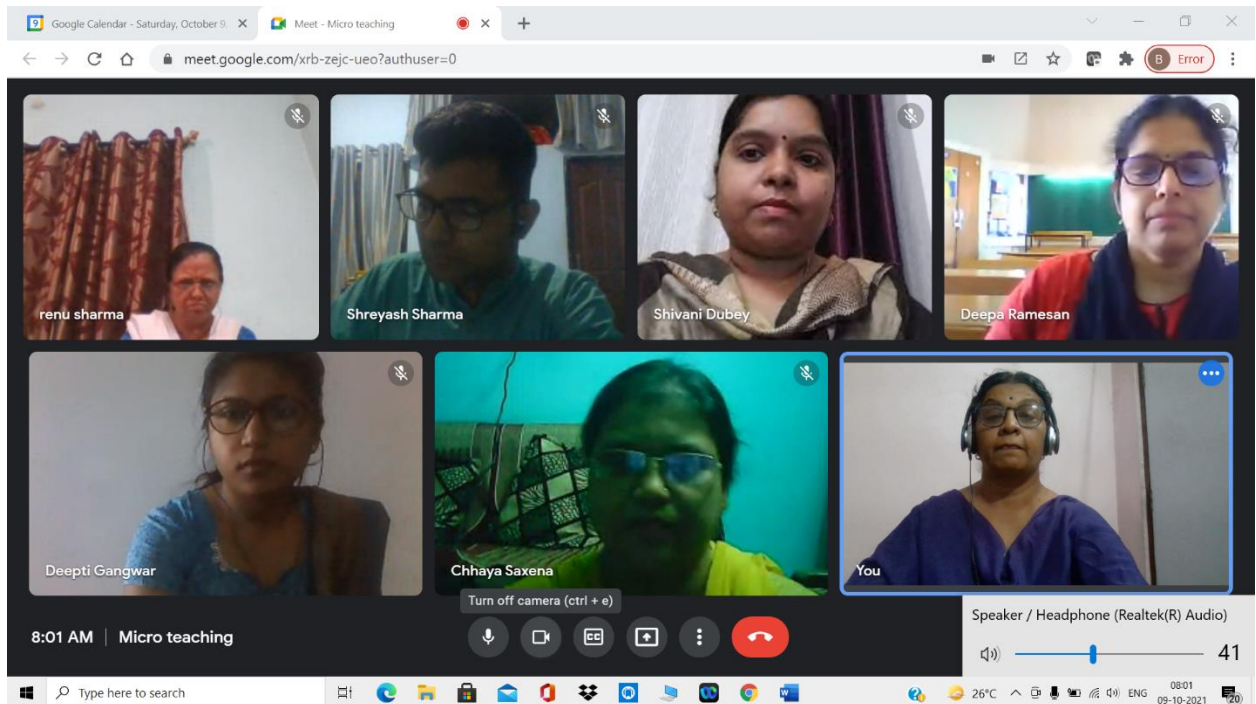 9 Google Calendar - Saturday, October 9,
Meet - Micro teaching
meet.google.com/xrb-zejc-ueo?authuser=0
B Error
renu sharma
Shreyash Sharma
Shivani Dubey
Deepa Ramesan
Deepti Gangwar
Chhaya Saxena
You
Turn off camera (ctrl + e)
8:01 AM | Micro teaching
CC
Speaker / Headphone (Realtek(R) Audio)
41
Type here to search
26°C
ENG
08:01
09-10-2021
20